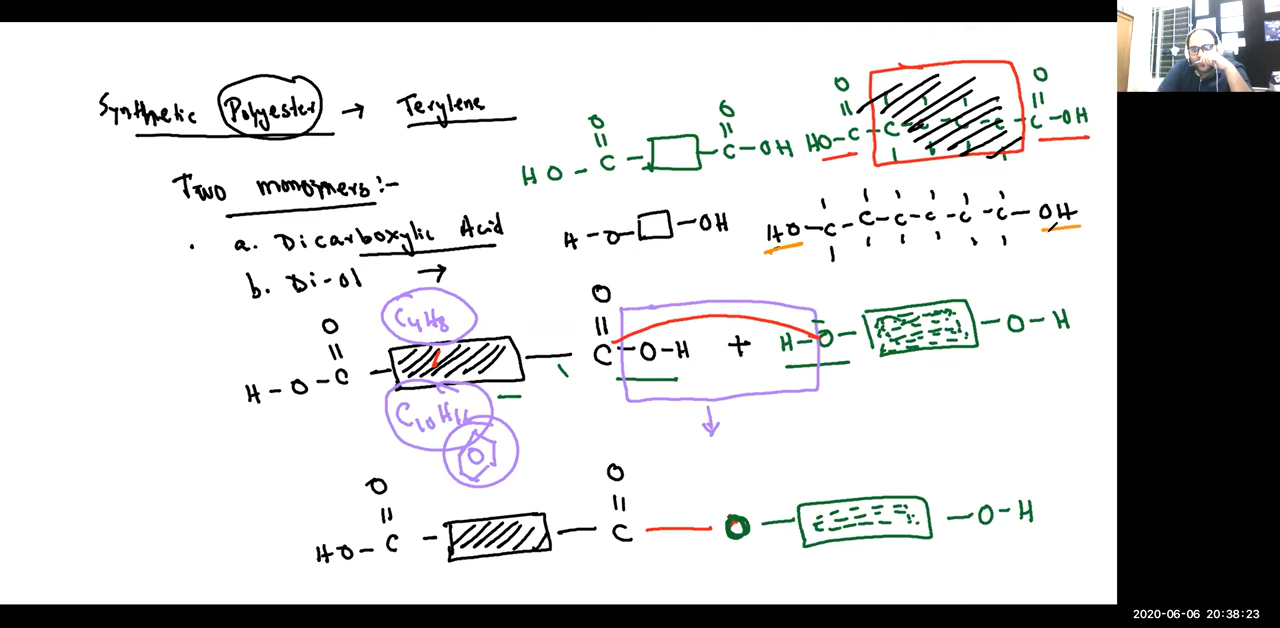 Synthetic Polyester → Terylene
Two monomers:-
a. Dicarboxylic Acid
b. Di-ol →
O O
|| ||
HO - C - □ - C - OH
O O
|| ||
HO - C - C - C - C - C - C - OH
H - O - □ - OH
HO - C - C - C - C - C - C - OH
C4H8
O O
|| ||
H - O - C - - C - O - H + H - O - - O - H
C10H
O O
|| ||
HO - C - - C - O - - O - H
2020-06-06 20:38:23